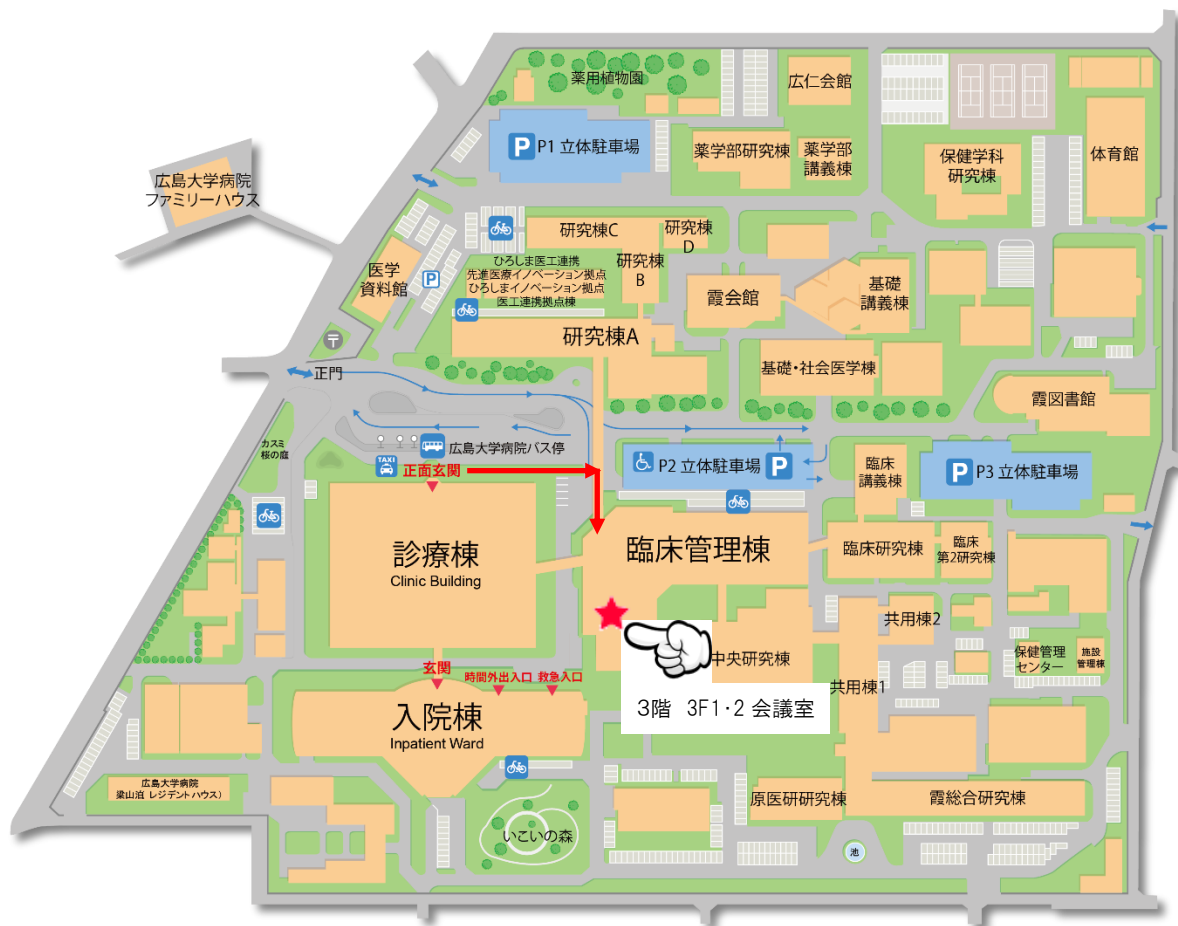 薬用植物園
広仁会館
P P1 立体駐車場
薬学部研究棟
薬学部
講義棟
保健学科
研究棟
体育館
広島大学病院
ファミリーハウス
研究棟C
研究棟
D
研究棟
B
ひろしま医工連携
先進医療イノベーション拠点
ひろしまイノベーション拠点
医工連携拠点棟
医学
資料館
P
霞会館
基礎
講義棟
〒
研究棟A
正門
基礎・社会医学棟
霞図書館
カスミ
桜の庭
TAXI
広島大学病院バス停
正面玄関
P2 立体駐車場 P
臨床
講義棟
P P3 立体駐車場
診療棟
Clinic Building
臨床管理棟
臨床研究棟
臨床
第2研究棟
共用棟2
中央研究棟
保健管理
センター
施設
管理棟
玄関
時間外出入口
救急入口
共用棟1
3階 3F1・2 会議室
入院棟
Inpatient Ward
広島大学病院
梁山泊 レジデントハウス)
原医研研究棟
霞総合研究棟
いこいの森
池